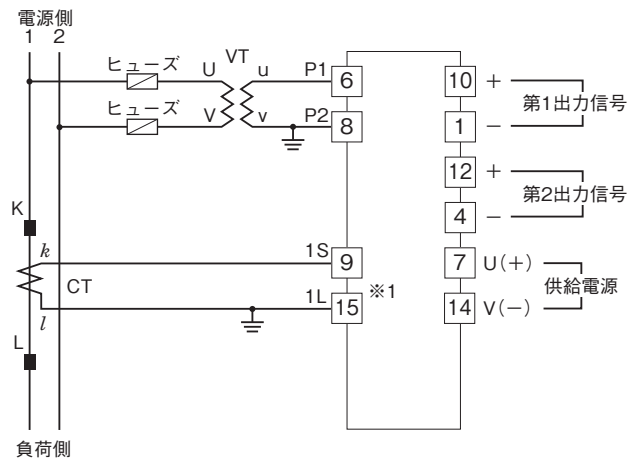 電源側
1 2
ヒューズ U VT u P1 6
ヒューズ V v P2 8
10 +
第1出力信号
1 −
12 +
第2出力信号
4 −
K
k 1S 9
CT
※1
l 1L 15
L
7 U(+)
供給電源
14 V(−)
負荷側